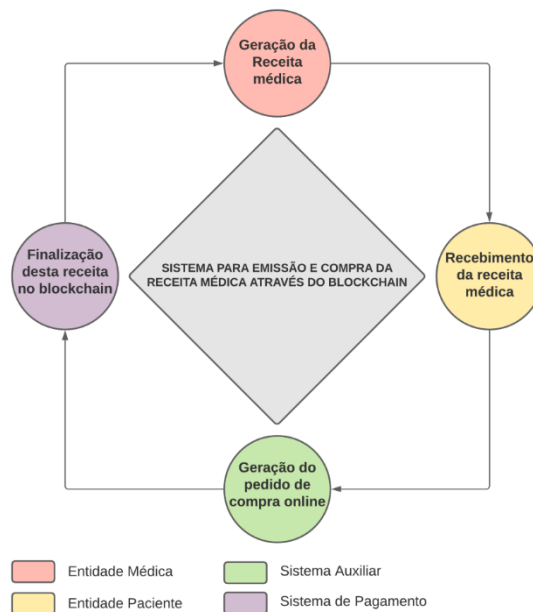 Geração da
Receita
médica
Finalização
desta receita
no blockchain
SISTEMA PARA EMISSÃO E COMPRA DA
RECEITA MÉDICA ATRAVÉS DO BLOCKCHAIN
Recebimento
da receita
médica
Geração do
pedido de
compra online
Entidade Médica
Sistema Auxiliar
Entidade Paciente
Sistema de Pagamento